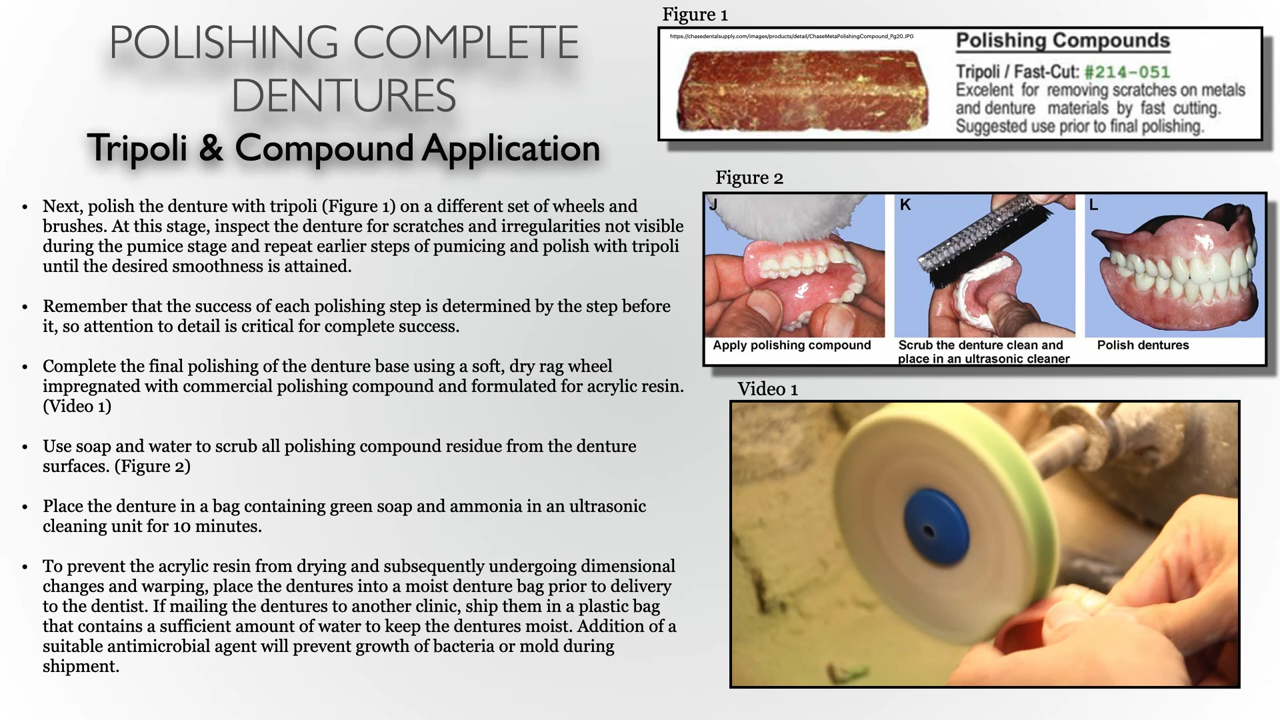 POLISHING COMPLETE
DENTURES
Tripoli & Compound Application
• Next, polish the denture with tripoli (Figure 1) on a different set of wheels and
brushes. At this stage, inspect the denture for scratches and irregularities not visible
during the pumice stage and repeat earlier steps of pumicing and polish with tripoli
until the desired smoothness is attained.
• Remember that the success of each polishing step is determined by the step before
it, so attention to detail is critical for complete success.
• Complete the final polishing of the denture base using a soft, dry rag wheel
impregnated with commercial polishing compound and formulated for acrylic resin.
(Video 1)
• Use soap and water to scrub all polishing compound residue from the denture
surfaces. (Figure 2)
• Place the denture in a bag containing green soap and ammonia in an ultrasonic
cleaning unit for 10 minutes.
• To prevent the acrylic resin from drying and subsequently undergoing dimensional
changes and warping, place the dentures into a moist denture bag prior to delivery
to the dentist. If mailing the dentures to another clinic, ship them in a plastic bag
that contains a sufficient amount of water to keep the dentures moist. Addition of a
suitable antimicrobial agent will prevent growth of bacteria or mold during
shipment.
Figure 1
https://chasedentalsupply.com/images/products/detail/ChaseMetaPolishingCompound_Pg20.JPG
Polishing Compounds
Tripoli / Fast-Cut: #214-051
Excelent for removing scratches on metals
and denture materials by fast cutting.
Suggested use prior to final polishing.
Figure 2
J
K
L
Apply polishing compound
Scrub the denture clean and
place in an ultrasonic cleaner
Polish dentures
Video 1